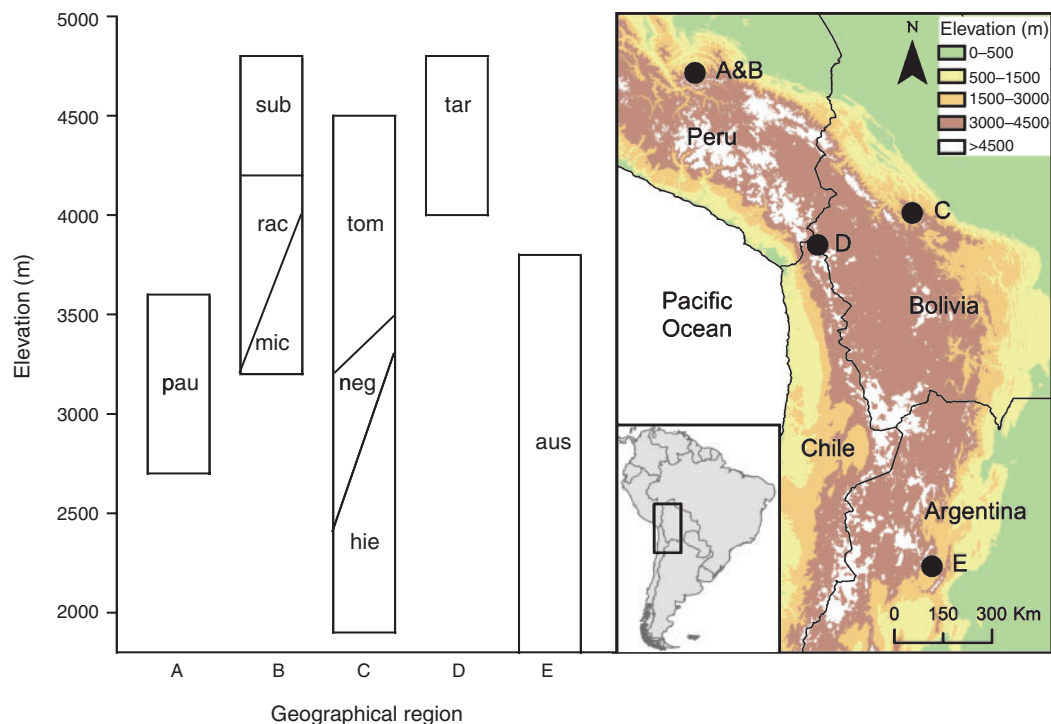 5000
4500
4000
3500
3000
2500
2000
Elevation (m)
pau
sub
rac
mic
tom
neg
hie
tar
aus
A
B
C
D
E
Geographical region
N
Elevation (m)
0–500
500–1500
1500–3000
3000–4500
>4500
A&B
Peru
C
D
Pacific
Ocean
Bolivia
Chile
Argentina
E
0 150 300 Km